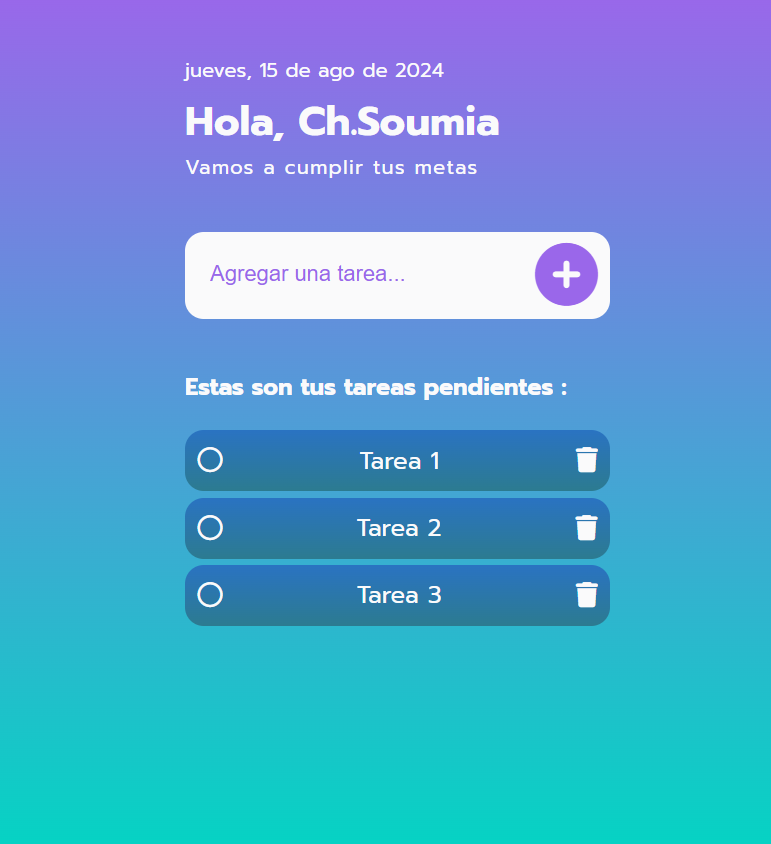 jueves, 15 de ago de 2024
Hola, Ch.Soumia
Vamos a cumplir tus metas
Agregar una tarea...
Estas son tus tareas pendientes :
Tarea 1
Tarea 2
Tarea 3